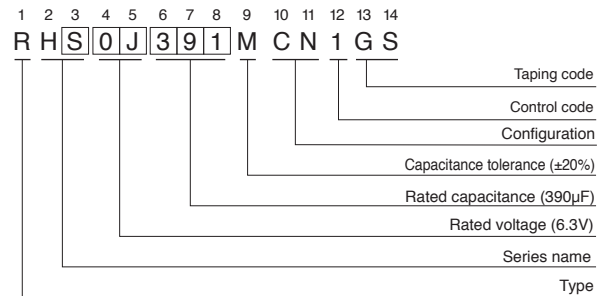 1 2 3 4 5 6 7 8 9 10 11 12 13 14
R H S 0 J 3 9 1 M C N 1 G S
Taping code
Control code
Configuration
Capacitance tolerance (±20%)
Rated capacitance (390µF)
Rated voltage (6.3V)
Series name
Type